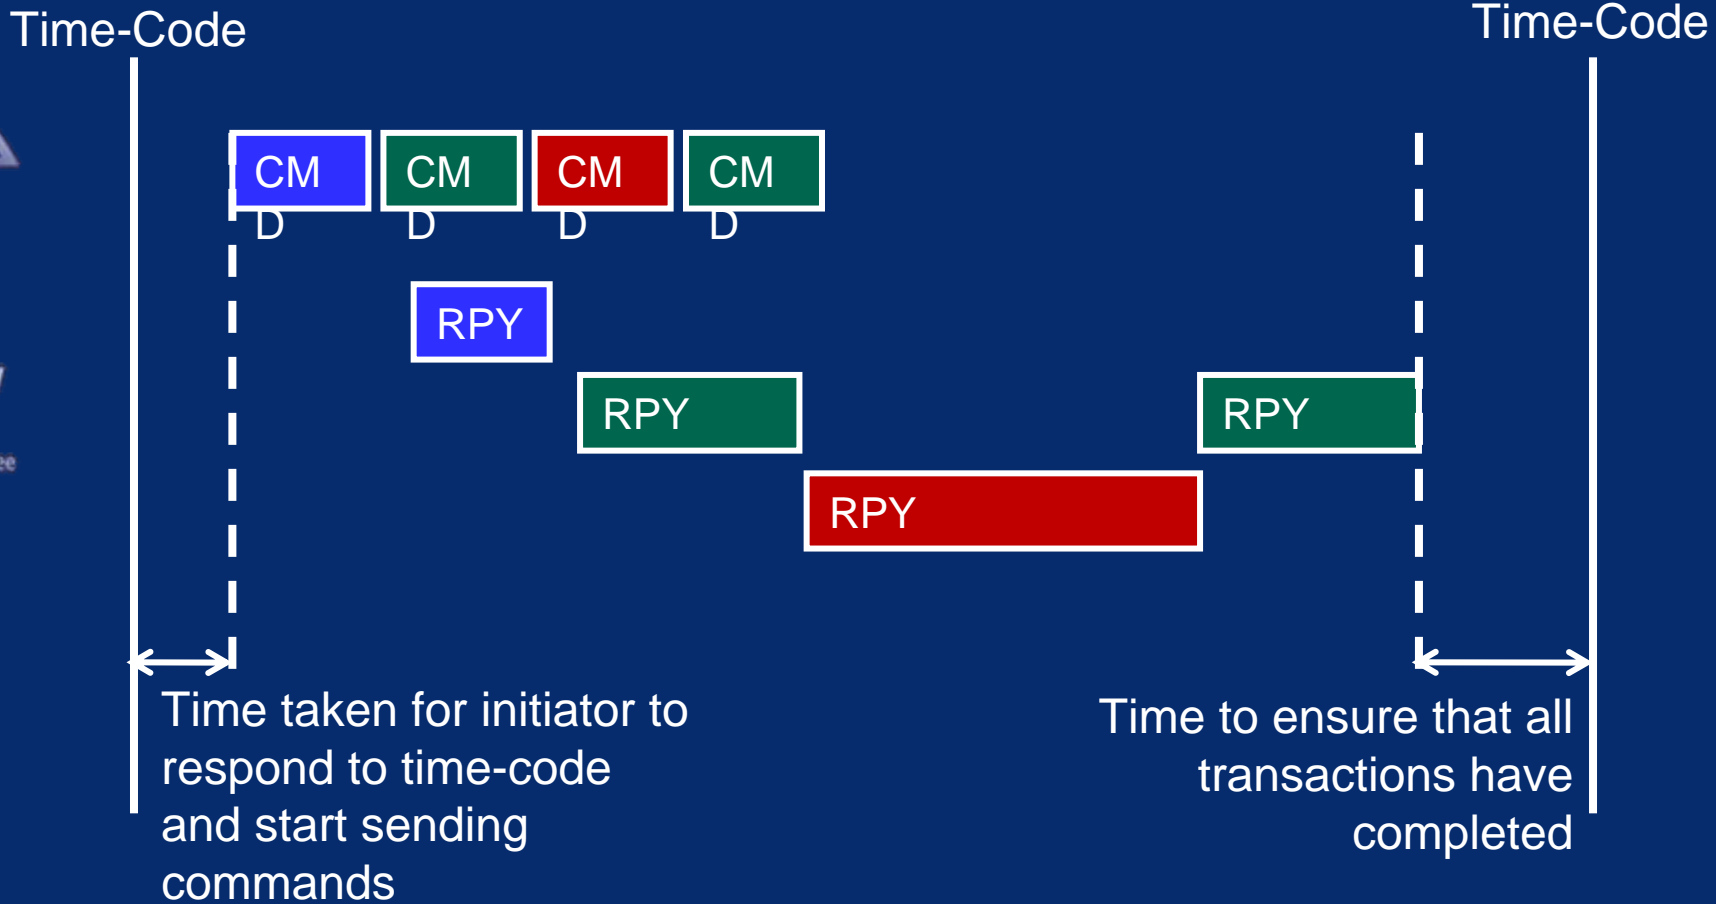 Time-Code
Time-Code
CM
D
CM
D
CM
D
CM
D
RPY
RPY
RPY
RPY
Time taken for initiator to
respond to time-code
and start sending
commands
Time to ensure that all
transactions have
completed